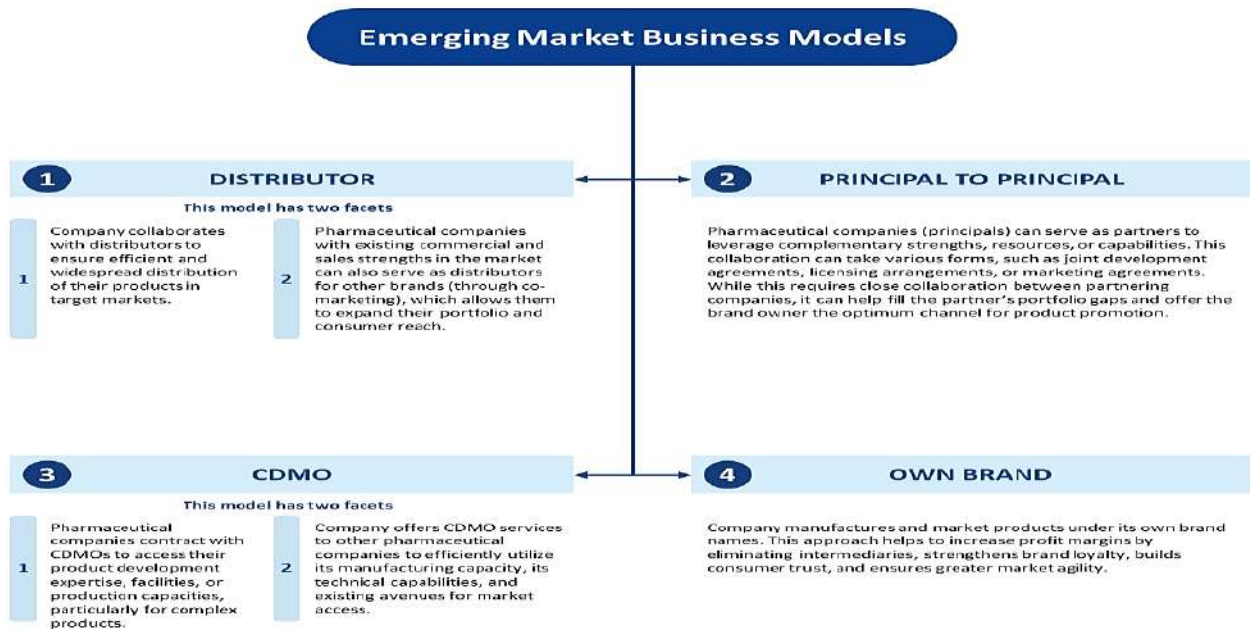 Emerging Market Business Models
1 DISTRIBUTOR
This model has two facets
1
Company collaborates
with distributors to
ensure efficient and
widespread distribution
of their products in
target markets.
2
Pharmaceutical companies
with existing commercial and
sales strengths in the market
can also serve as distributors
for other brands (through co-
marketing), which allows them
to expand their portfolio and
consumer reach.
2 PRINCIPAL TO PRINCIPAL
Pharmaceutical companies (principals) can serve as partners to
leverage complementary strengths, resources, or capabilities. This
collaboration can take various forms, such as joint development
agreements, licensing arrangements, or marketing agreements.
While this requires close collaboration between partnering
companies, it can help fill the partner's portfolio gaps and offer the
brand owner the optimum channel for product promotion.
3 CDMO
This model has two facets
1
Pharmaceutical
companies contract with
CDMOs to access their
product development
expertise, facilities, or
production capacities,
particularly for complex
products.
2
Company offers CDMO services
to other pharmaceutical
companies to efficiently utilize
its manufacturing capacity, its
technical capabilities, and
existing avenues for market
access.
4 OWN BRAND
Company manufactures and market products under its own brand
names. This approach helps to increase profit margins by
eliminating intermediaries, strengthens brand loyalty, builds
consumer trust, and ensures greater market agility.